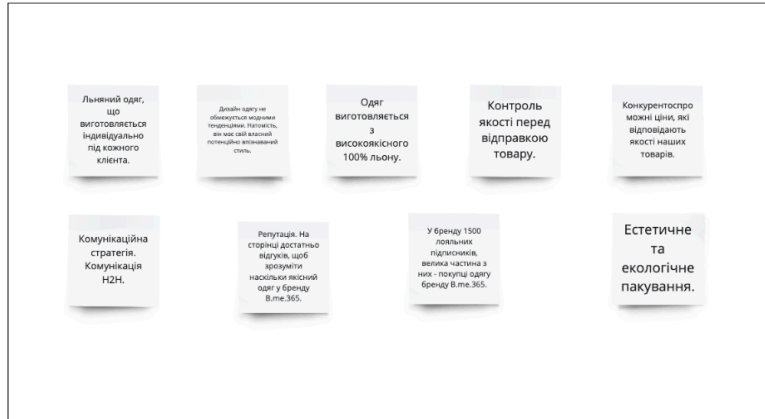 Льняний одяг,
що
виготовляється
індивідуально
під кожного
клієнта.
Дизайн одягу не
обмежується модними
тенденціями. Натомість,
він має свій власний
потенційно впізнаваний
стиль.
Одяг
виготовляється
з
високоякісного
100% льону.
Контроль
якості перед
відправкою
товару.
Конкурентоспро
можні ціни, які
відповідають
якості наших
товарів.
Комунікаційна
стратегія.
Комунікація
H2H.
Репутація. На
сторінці достатньо
відгуків, щоб
зрозуміти
наскільки якісний
одяг у бренду
B.me.365.
У бренду 1500
лояльних
підписників,
велика частина з
них - покупці одягу
бренду B.me.365.
Естетичне
та
екологічне
пакування.